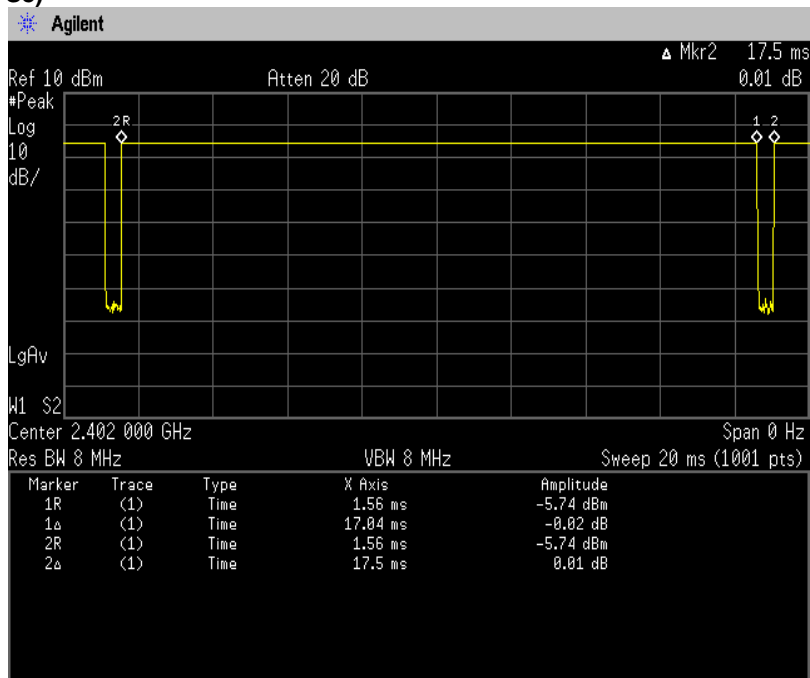 Agilent
Δ Mkr2 17.5 ms
Ref 10 dBm Atten 20 dB 0.01 dB
#Peak
Log
10
dB/
2R
1 2
LgAv
W1 S2
Center 2.402 000 GHz Span 0 Hz
Res BW 8 MHz VBW 8 MHz Sweep 20 ms (1001 pts)
Marker Trace Type X Axis Amplitude
1R (1) Time 1.56 ms -5.74 dBm
1Δ (1) Time 17.04 ms -0.02 dB
2R (1) Time 1.56 ms -5.74 dBm
2Δ (1) Time 17.5 ms 0.01 dB